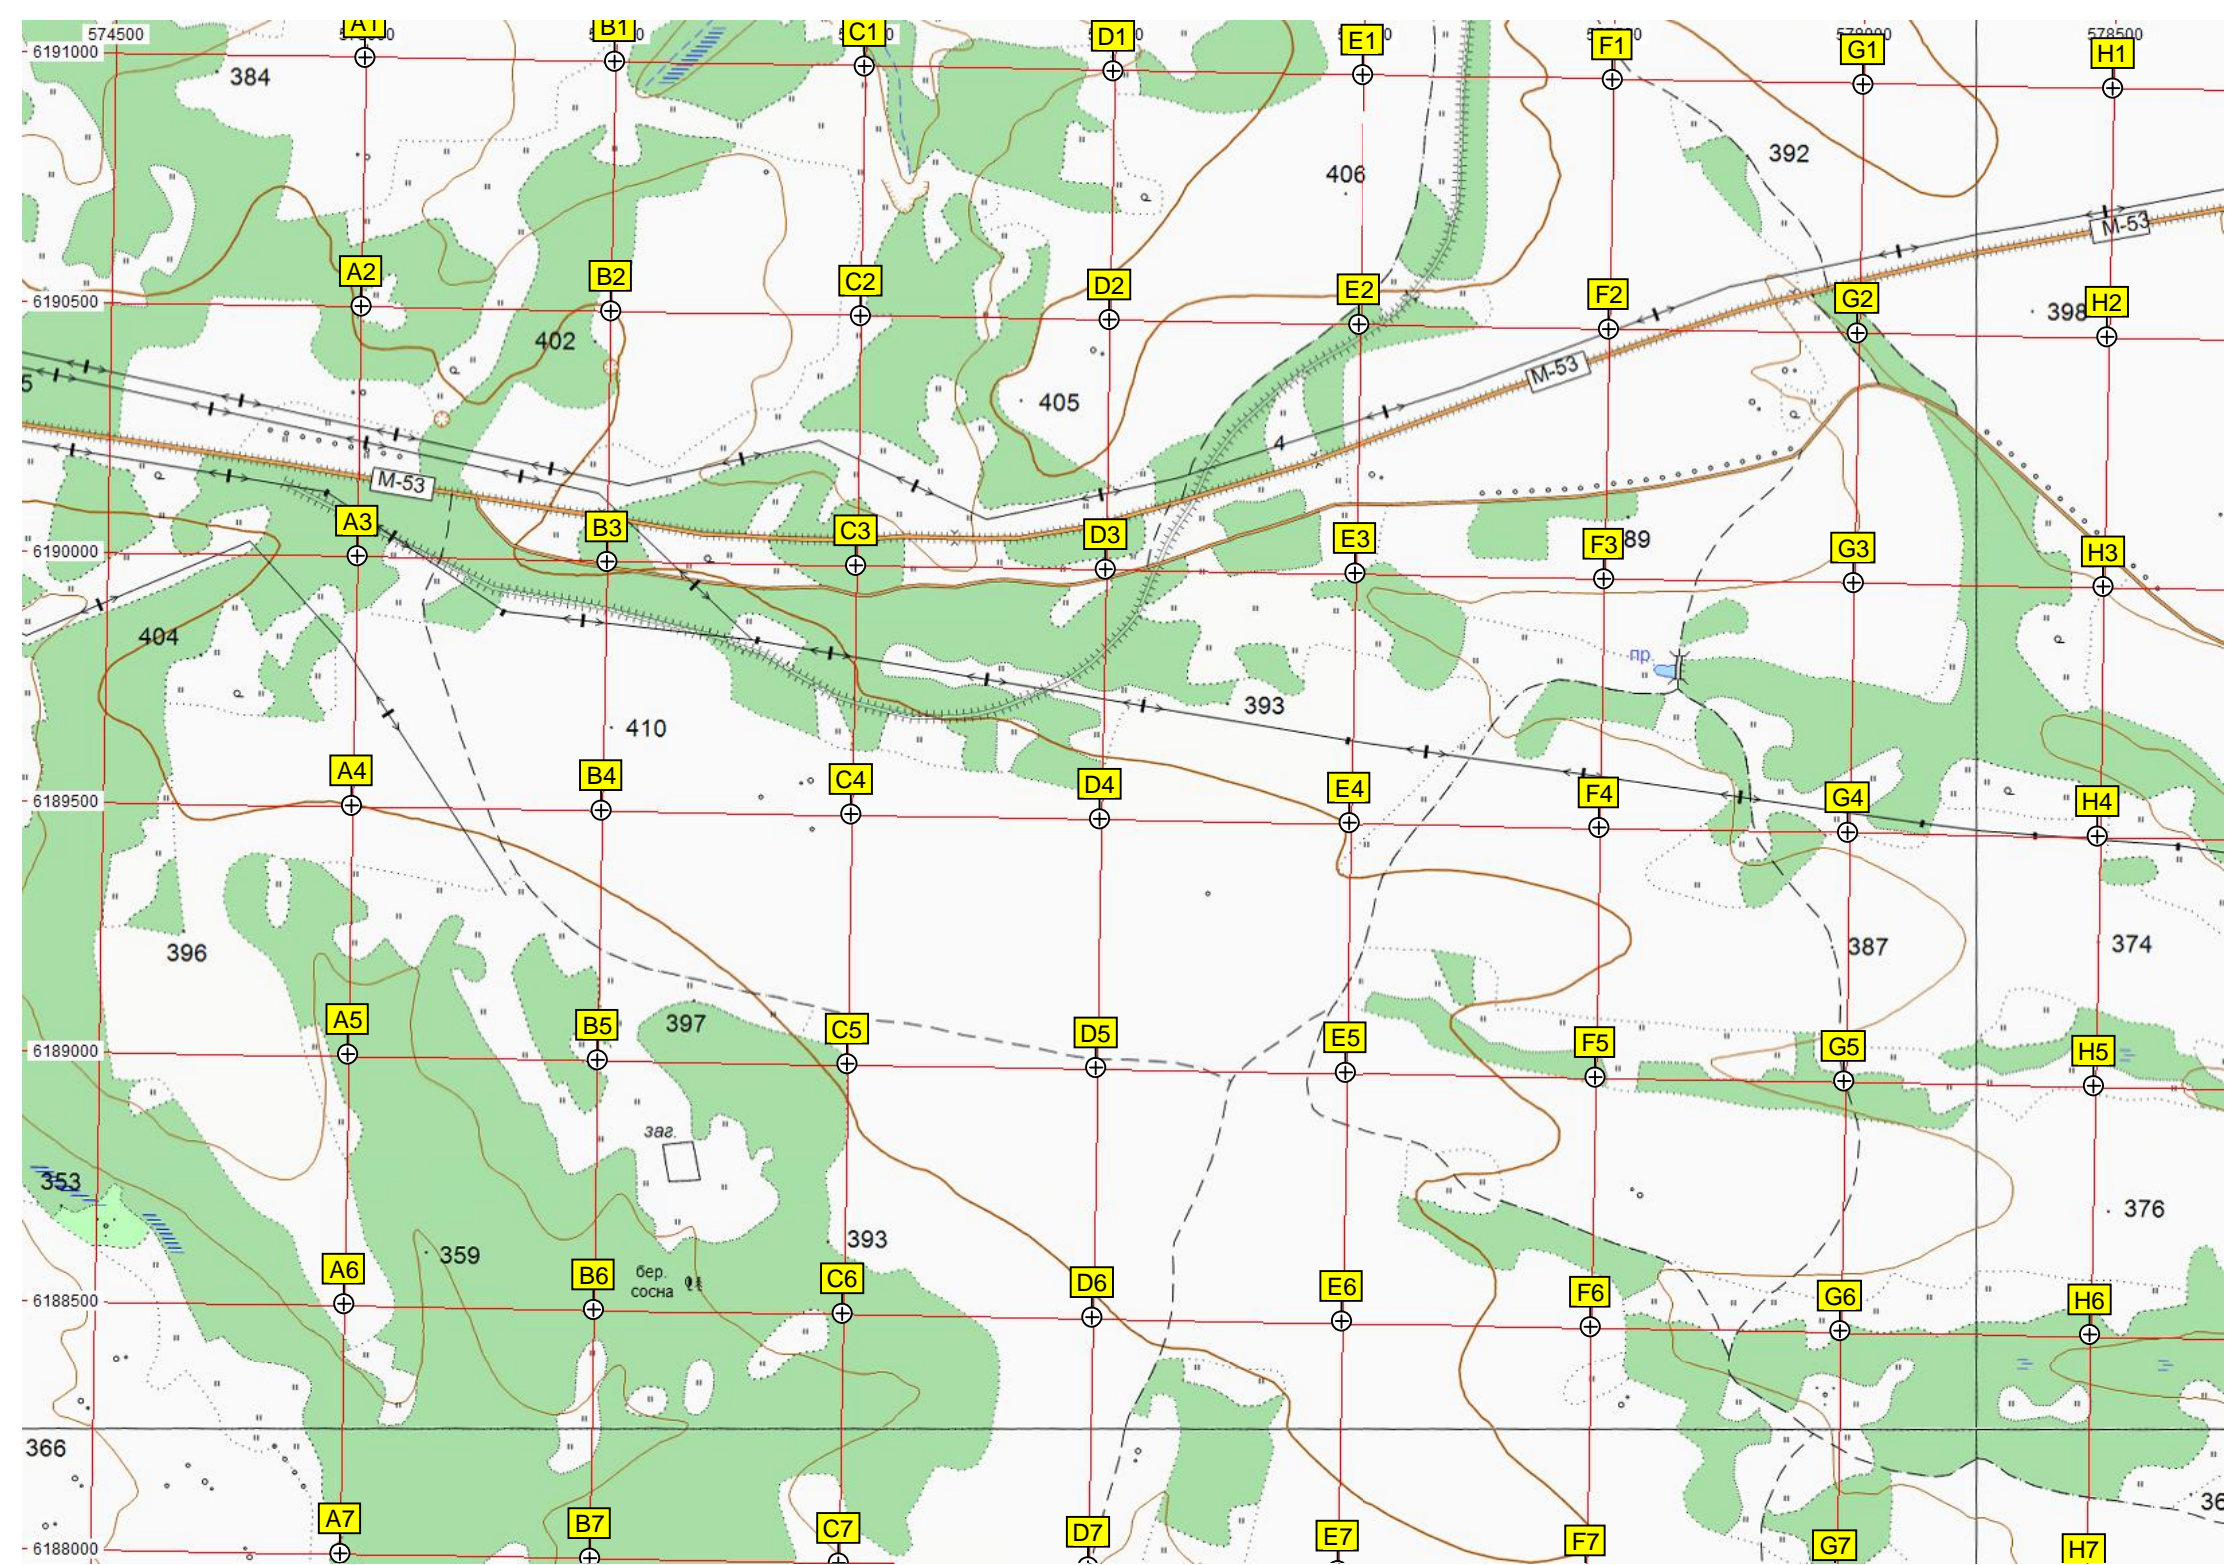 574500
A1
B1
C1
D1
E1
F1
G1
578500
H1
6191000
384
392
406
M-53
A2
B2
C2
D2
E2
F2
G2
H2
6190500
398
402
M-53
405
4
M-53
A3
B3
C3
D3
E3
F3
89
G3
H3
6190000
404
пр.
393
410
A4
B4
C4
D4
E4
F4
G4
H4
6189500
396
387
374
397
A5
B5
C5
D5
E5
F5
G5
H5
6189000
заг.
353
376
359
393
A6
B6
бер.
сосна
C6
D6
E6
F6
G6
H6
6188500
366
36
A7
B7
C7
D7
E7
F7
G7
H7
6188000